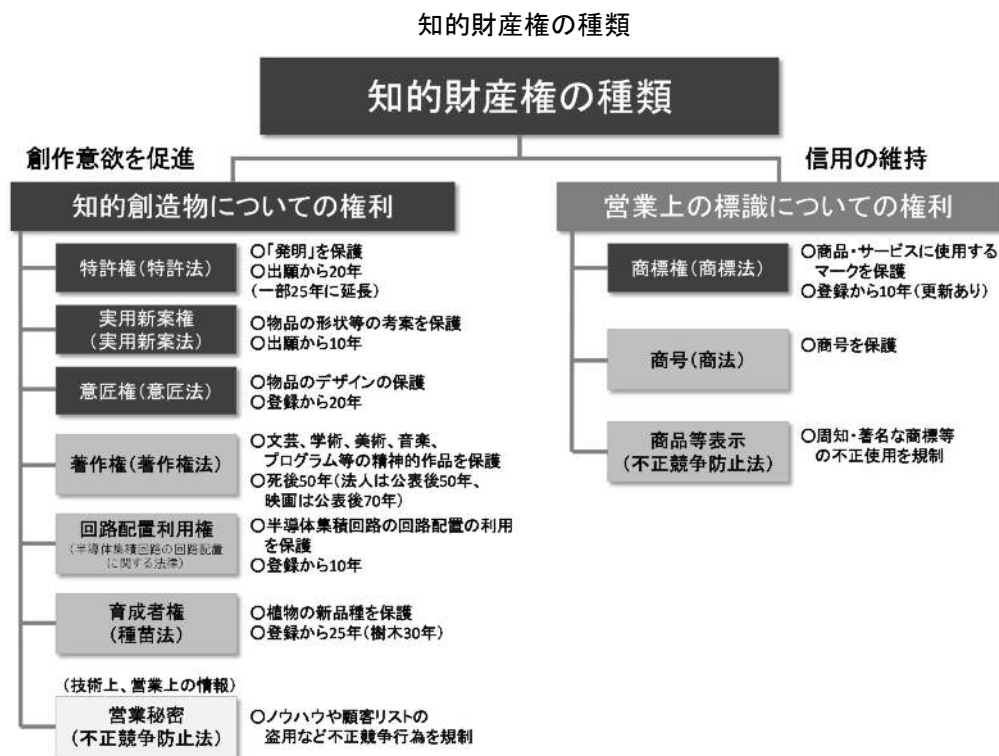 知的財産権の種類
知的財産権の種類
創作意欲を促進
知的創造物についての権利
特許権(特許法)
○「発明」を保護
○出願から20年
(一部25年に延長)
実用新案権
(実用新案法)
○物品の形状等の考案を保護
○出願から10年
意匠権(意匠法)
○物品のデザインの保護
○登録から20年
著作権(著作権法)
○文芸、学術、美術、音楽、
プログラム等の精神的作品を保護
○死後50年(法人は公表後50年、
映画は公表後70年)
回路配置利用権
(半導体集積回路の回路配置
に関する法律)
○半導体集積回路の回路配置の利用
を保護
○登録から10年
育成者権
(種苗法)
○植物の新品種を保護
○登録から25年(樹木30年)
(技術上、営業上の情報)
営業秘密
(不正競争防止法)
○ノウハウや顧客リストの
盗用など不正競争行為を規制
信用の維持
営業上の標識についての権利
商標権(商標法)
○商品・サービスに使用する
マークを保護
○登録から10年(更新あり)
商号(商法)
○商号を保護
商品等表示
(不正競争防止法)
○周知・著名な商標等
の不正使用を規制